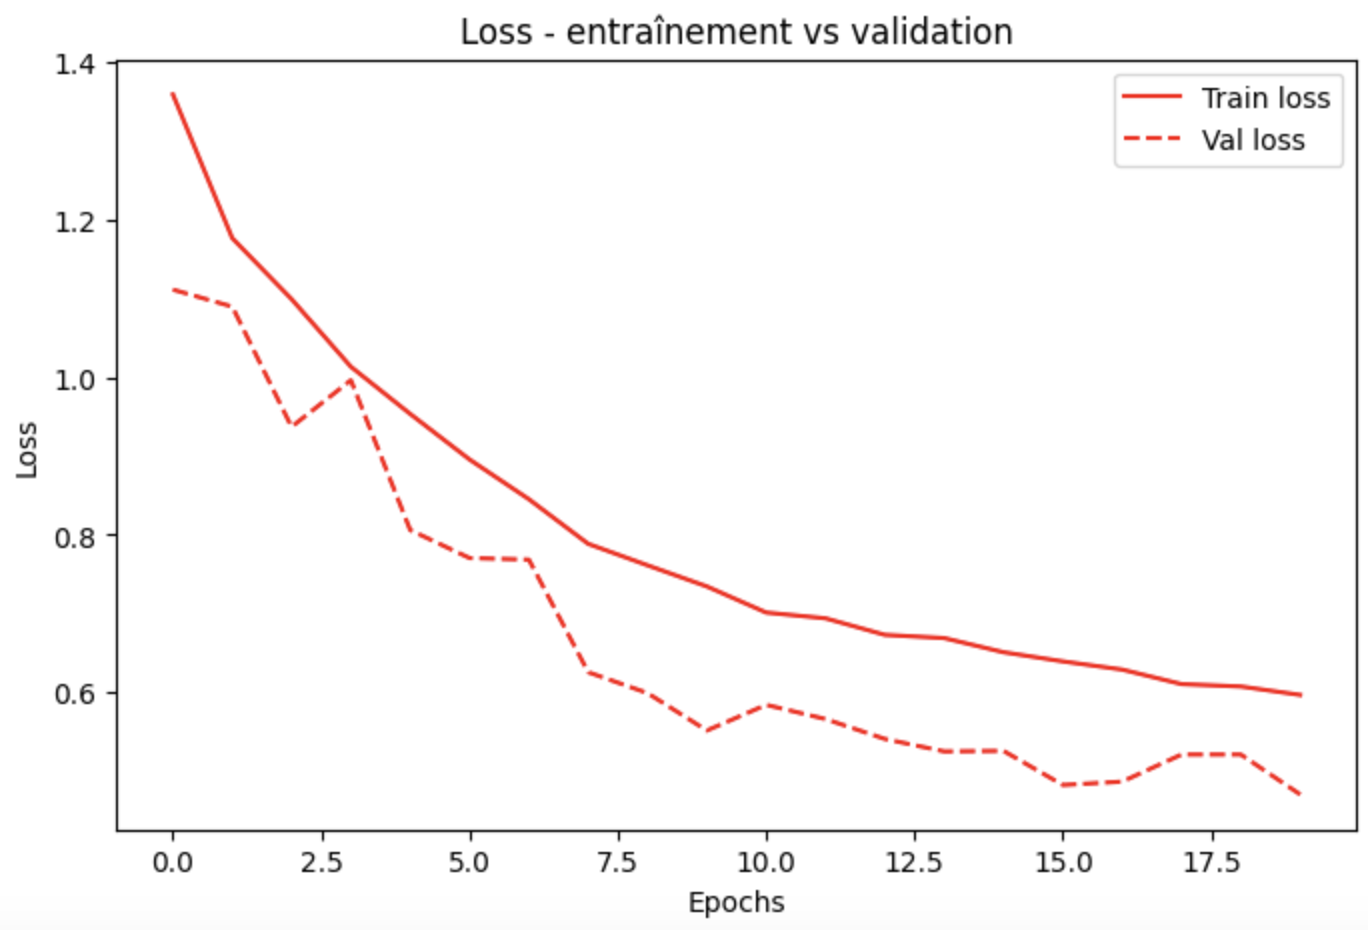 Loss - entraînement vs validation
Train loss
Val loss
1.4
1.2
1.0
0.8
0.6
Loss
0.0 2.5 5.0 7.5 10.0 12.5 15.0 17.5
Epochs